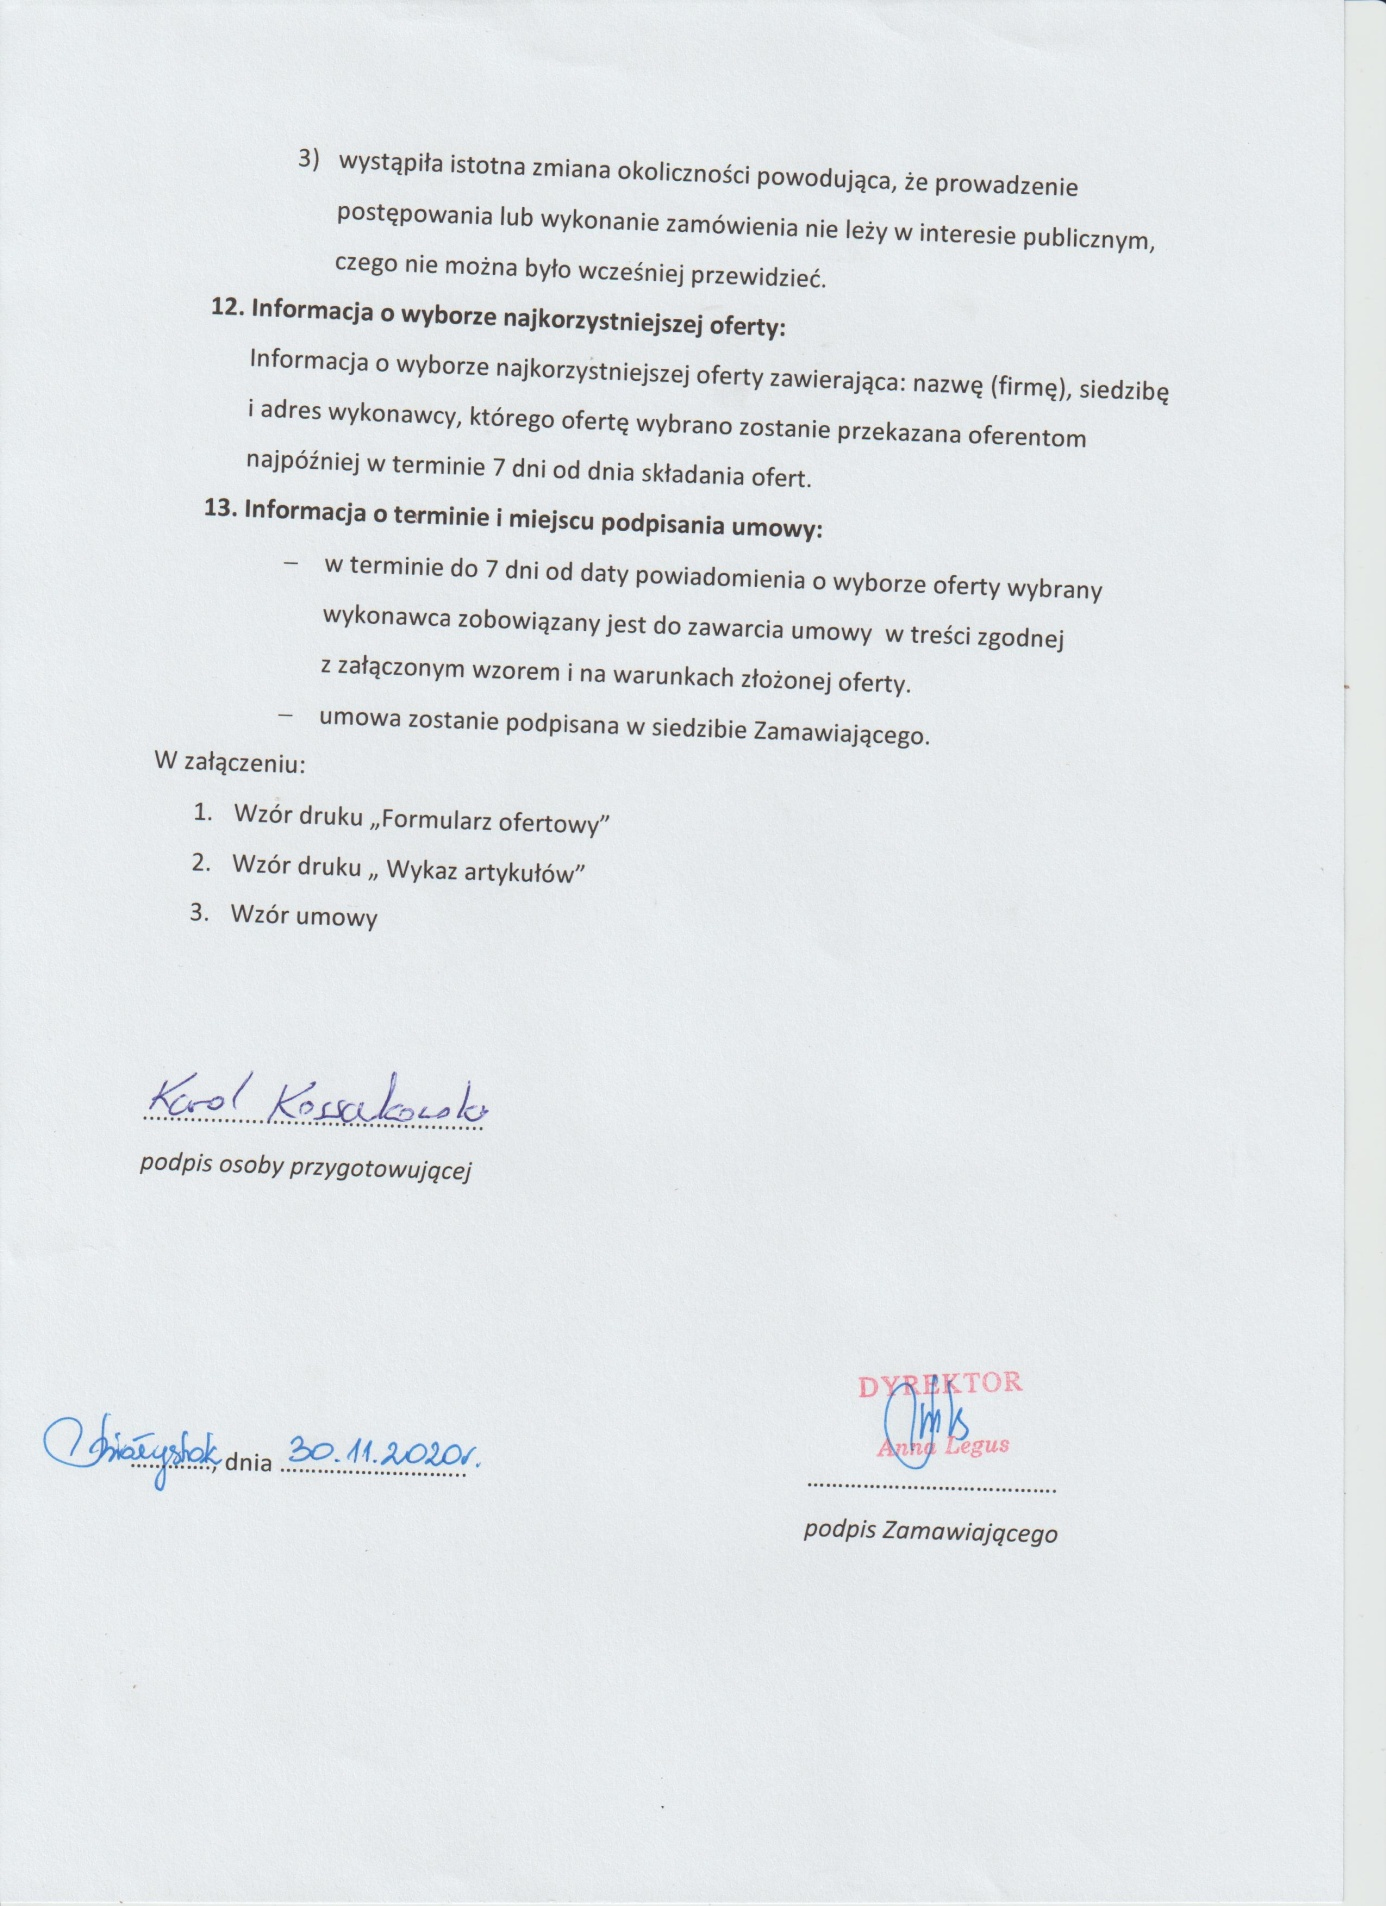 3) wystąpiła istotna zmiana okoliczności powodująca, że prowadzenie
postępowania lub wykonanie zamówienia nie leży w interesie publicznym,
czego nie można było wcześniej przewidzieć.
12. Informacja o wyborze najkorzystniejszej oferty:
Informacja o wyborze najkorzystniejszej oferty zawierająca: nazwę (firmę), siedzibę
i adres wykonawcy, którego ofertę wybrano zostanie przekazana oferentom
najpóźniej w terminie 7 dni od dnia składania ofert.
13. Informacja o terminie i miejscu podpisania umowy:
– w terminie do 7 dni od daty powiadomienia o wyborze oferty wybrany
wykonawca zobowiązany jest do zawarcia umowy w treści zgodnej
z załączonym wzorem i na warunkach złożonej oferty.
– umowa zostanie podpisana w siedzibie Zamawiającego.
W załączeniu:
1. Wzór druku „Formularz ofertowy”
2. Wzór druku „ Wykaz artykułów”
3. Wzór umowy
Karol Kossakowski
podpis osoby przygotowującej
DYREKTOR
Anna Legus
Białystok, dnia 30.11.2020r.
podpis Zamawiającego